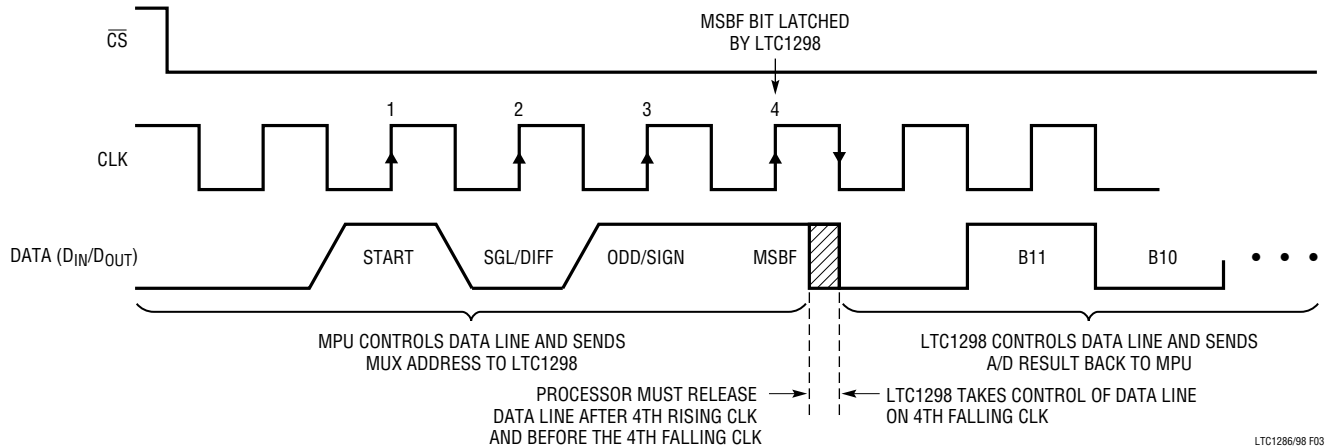 MSBF BIT LATCHED
BY LTC1298
CS
1 2 3 4
CLK
DATA (DIN/DOUT)
START SGL/DIFF ODD/SIGN MSBF B11 B10 • • •
MPU CONTROLS DATA LINE AND SENDS
MUX ADDRESS TO LTC1298
LTC1298 CONTROLS DATA LINE AND SENDS
A/D RESULT BACK TO MPU
PROCESSOR MUST RELEASE
DATA LINE AFTER 4TH RISING CLK
AND BEFORE THE 4TH FALLING CLK
LTC1298 TAKES CONTROL OF DATA LINE
ON 4TH FALLING CLK
LTC1286/98 F03